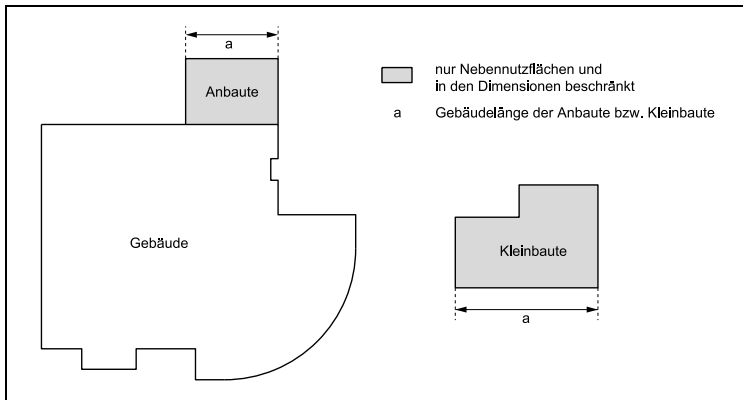 a
Anbaute
nur Nebennutzflächen und
in den Dimensionen beschränkt
a Gebäudelänge der Anbaute bzw. Kleinbaute
Gebäude
Kleinbaute
a